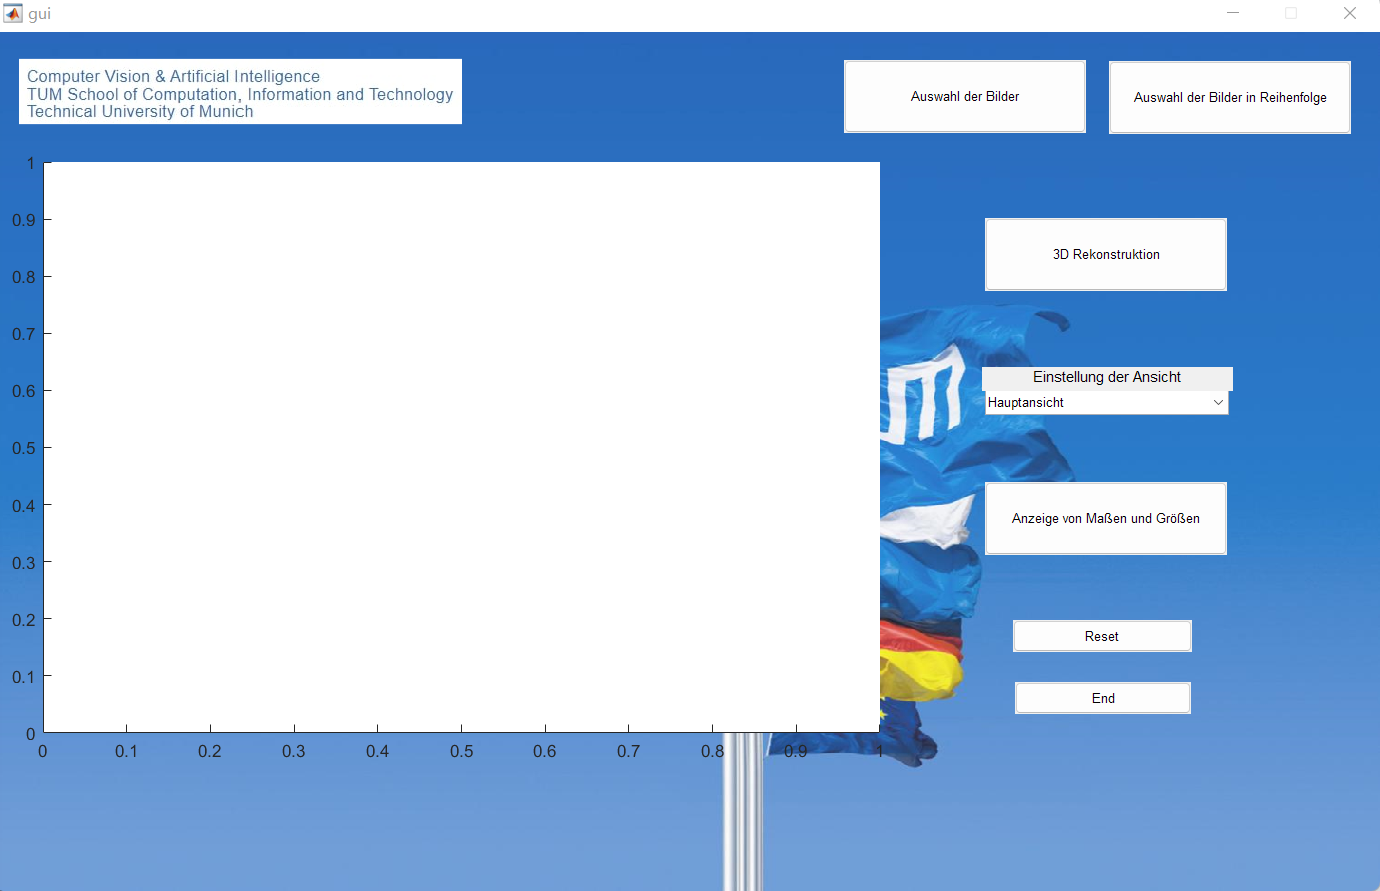 gui
Computer Vision & Artificial Intelligence
TUM School of Computation, Information and Technology
Technical University of Munich
Auswahl der Bilder
Auswahl der Bilder in Reihenfolge
3D Rekonstruktion
Einstellung der Ansicht
Hauptansicht
Anzeige von Maßen und Größen
Reset
End
1
0.9
0.8
0.7
0.6
0.5
0.4
0.3
0.2
0.1
0
0 0.1 0.2 0.3 0.4 0.5 0.6 0.7 0.8 0.9 1